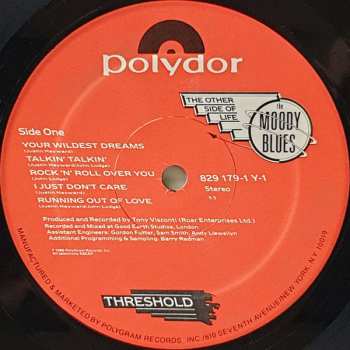 polydor
THE OTHER
SIDE OF
LIFE
the
MOODY
BLUES
Side One
YOUR WILDEST DREAMS
(Justin Hayward)
TALKIN' TALKIN'
(Justin Hayward/John Lodge)
ROCK 'N' ROLL OVER YOU
(John Lodge)
I JUST DON'T CARE
(Justin Hayward)
RUNNING OUT OF LOVE
(Justin Hayward/John Lodge)
829 179-1 Y-1
Stereo
Produced and Recorded by Tony Visconti (Roar Enterprises Ltd.)
Recorded and Mixed at Good Earth Studios, London
Assistant Engineers: Gordon Futter, Sam Smith, Andy Llewellyn
Additional Programming & Sampling: Barry Radman
THRESHOLD
MANUFACTURED & MARKETED BY POLYGRAM RECORDS, INC./810 SEVENTH AVENUE/NEW YORK, N.Y. 10019